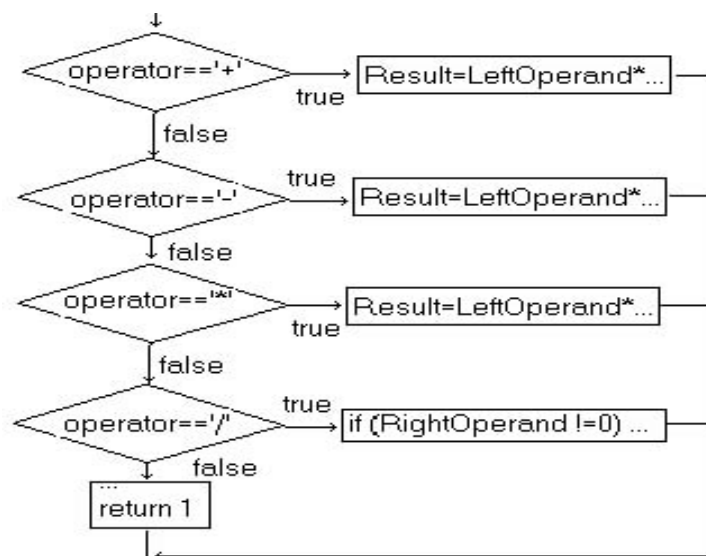 operator=='+'
true
Result=LeftOperand*...
false
operator=='-'
true
Result=LeftOperand*...
false
operator=='*'
true
Result=LeftOperand*...
false
operator=='/'
true
if (RightOperand !=0) ...
false
...
return 1